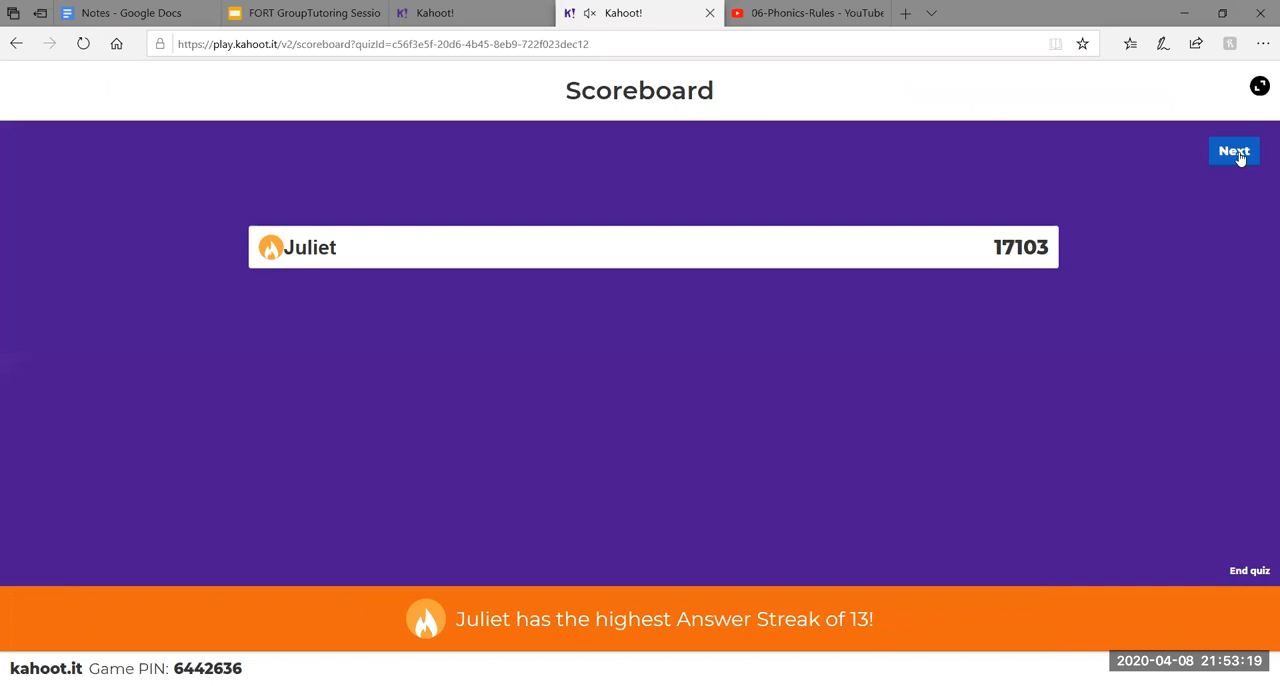 Notes - Google Docs
FORT GroupTutoring Sessio
K! Kahoot!
K! Kahoot!
06-Phonics-Rules - YouTube
https://play.kahoot.it/v2/scoreboard?quizId=c56f3e5f-20d6-4b45-8eb9-722f023dec12
Scoreboard
Next
Juliet 17103
End quiz
Juliet has the highest Answer Streak of 13!
kahoot.it Game PIN: 6442636
2020-04-08 21:53:19